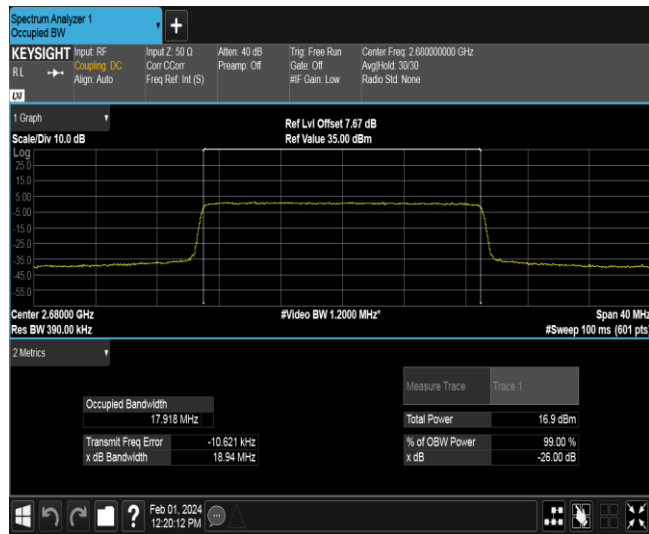 Spectrum Analyzer 1
Occupied BW
+
KEYSIGHT Input: RF Input Z: 50 Ω Atten: 40 dB Trig: Free Run Center Freq: 2.680000000 GHz
RL Coupling: DC Corr CCorr Preamp: Off Gate: Off Avg|Hold: 30/30
Align: Auto Freq Ref: Int (S) #IF Gain: Low Radio Std: None
LXI
1 Graph
Ref Lvl Offset 7.67 dB
Scale/Div 10.0 dB Ref Value 35.00 dBm
Log
25.0
15.0
5.00
-5.00
-15.0
-25.0
-35.0
-45.0
-55.0
Center 2.68000 GHz #Video BW 1.2000 MHz* Span 40 MHz
Res BW 390.00 kHz #Sweep 100 ms (601 pts)
2 Metrics
Measure Trace Trace 1
Occupied Bandwidth
17.918 MHz Total Power 16.9 dBm
Transmit Freq Error -10.621 kHz % of OBW Power 99.00 %
x dB Bandwidth 18.94 MHz x dB -26.00 dB
? Feb 01, 2024
12:20:12 PM